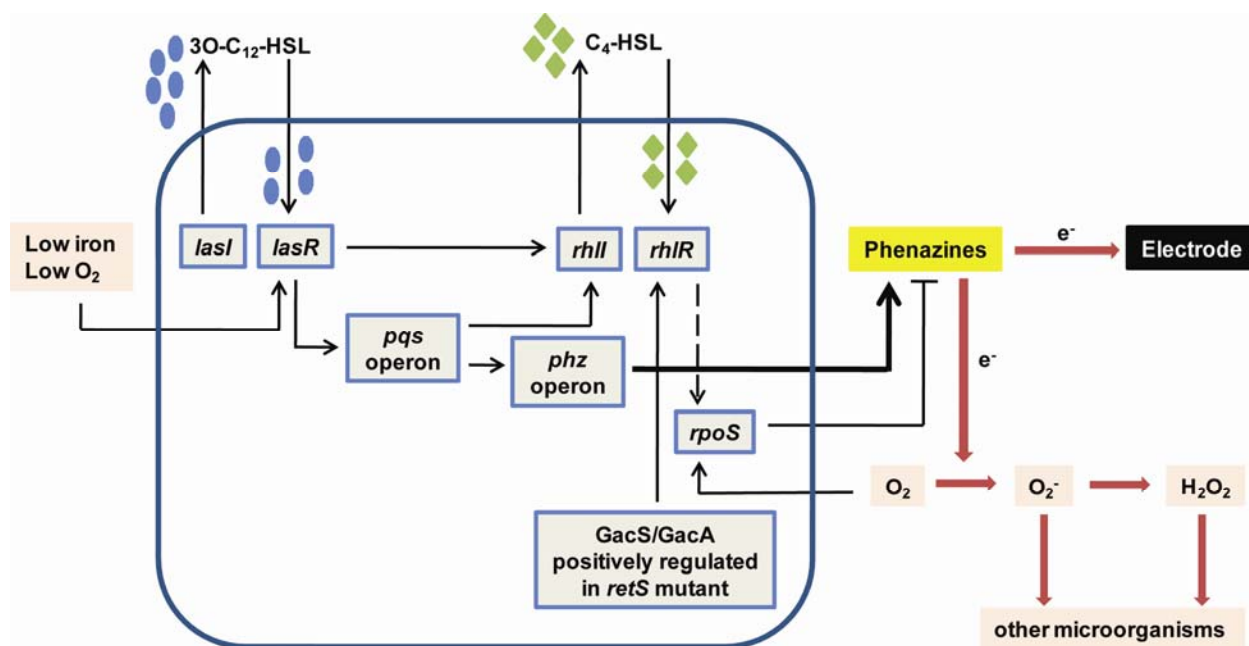 3O-C12-HSL
C4-HSL
Low iron
Low O2
lasI
lasR
rhlI
rhlR
Phenazines
e-
Electrode
pqs
operon
phz
operon
e-
rpoS
O2
O2-
H2O2
GacS/GacA
positively regulated
in retS mutant
other microorganisms